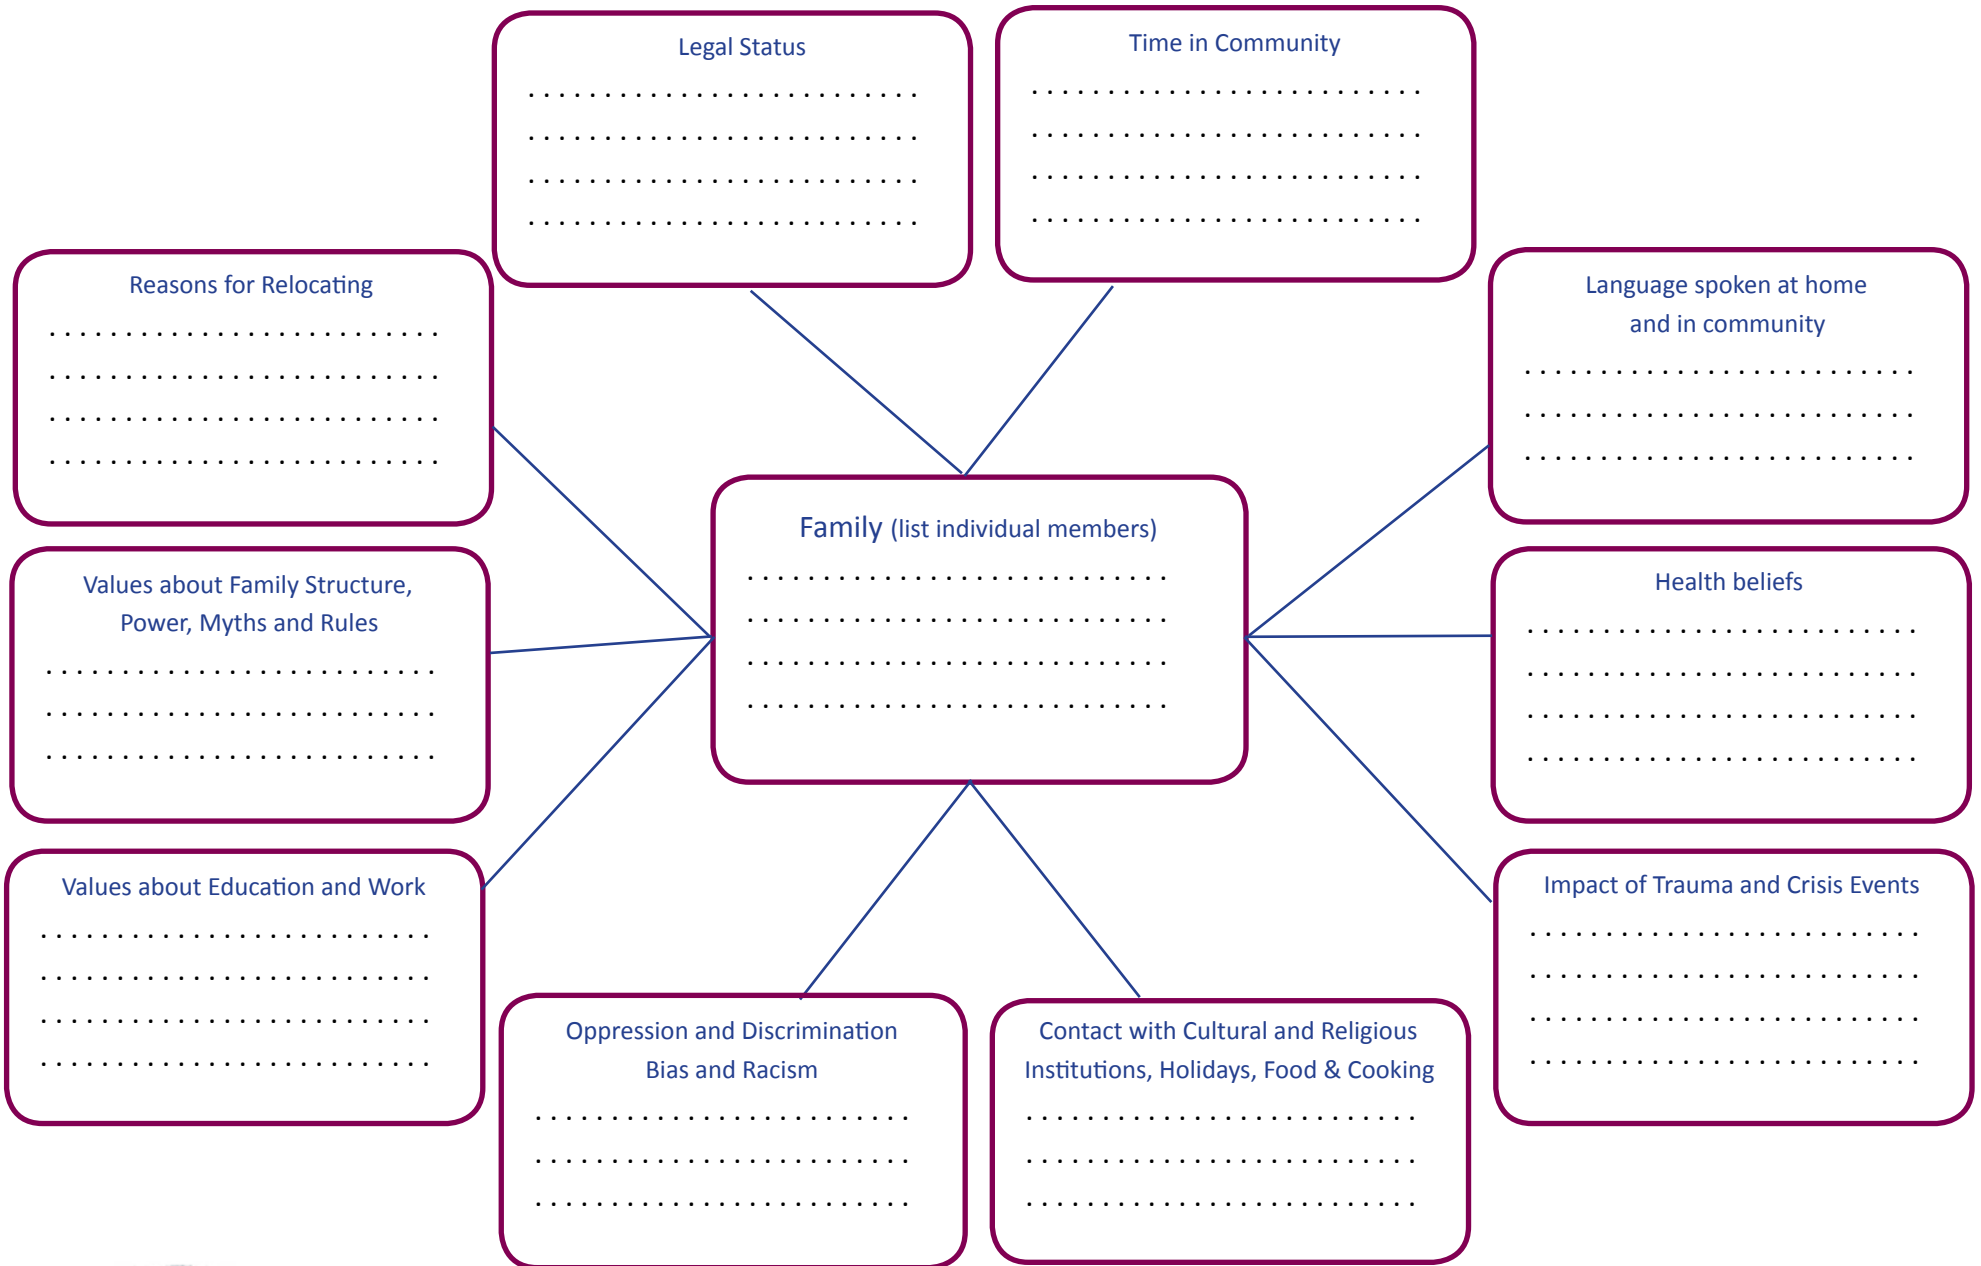 Legal Status
. . . . . . . . . . . . . . . . . . . . . . . . . .
. . . . . . . . . . . . . . . . . . . . . . . . . .
. . . . . . . . . . . . . . . . . . . . . . . . . .
. . . . . . . . . . . . . . . . . . . . . . . . . .
Time in Community
. . . . . . . . . . . . . . . . . . . . . . . . . .
. . . . . . . . . . . . . . . . . . . . . . . . . .
. . . . . . . . . . . . . . . . . . . . . . . . . .
. . . . . . . . . . . . . . . . . . . . . . . . . .
Reasons for Relocating
. . . . . . . . . . . . . . . . . . . . . . . . . .
. . . . . . . . . . . . . . . . . . . . . . . . . .
. . . . . . . . . . . . . . . . . . . . . . . . . .
. . . . . . . . . . . . . . . . . . . . . . . . . .
Language spoken at home
and in community
. . . . . . . . . . . . . . . . . . . . . . . . . .
. . . . . . . . . . . . . . . . . . . . . . . . . .
. . . . . . . . . . . . . . . . . . . . . . . . . .
Family (list individual members)
. . . . . . . . . . . . . . . . . . . . . . . . . . . .
. . . . . . . . . . . . . . . . . . . . . . . . . . . .
. . . . . . . . . . . . . . . . . . . . . . . . . . . .
. . . . . . . . . . . . . . . . . . . . . . . . . . . .
Values about Family Structure,
Power, Myths and Rules
. . . . . . . . . . . . . . . . . . . . . . . . . .
. . . . . . . . . . . . . . . . . . . . . . . . . .
. . . . . . . . . . . . . . . . . . . . . . . . . .
Health beliefs
. . . . . . . . . . . . . . . . . . . . . . . . . .
. . . . . . . . . . . . . . . . . . . . . . . . . .
. . . . . . . . . . . . . . . . . . . . . . . . . .
. . . . . . . . . . . . . . . . . . . . . . . . . .
Values about Education and Work
. . . . . . . . . . . . . . . . . . . . . . . . . .
. . . . . . . . . . . . . . . . . . . . . . . . . .
. . . . . . . . . . . . . . . . . . . . . . . . . .
. . . . . . . . . . . . . . . . . . . . . . . . . .
Impact of Trauma and Crisis Events
. . . . . . . . . . . . . . . . . . . . . . . . . .
. . . . . . . . . . . . . . . . . . . . . . . . . .
. . . . . . . . . . . . . . . . . . . . . . . . . .
. . . . . . . . . . . . . . . . . . . . . . . . . .
Oppression and Discrimination
Bias and Racism
. . . . . . . . . . . . . . . . . . . . . . . . .
. . . . . . . . . . . . . . . . . . . . . . . . .
. . . . . . . . . . . . . . . . . . . . . . . . .
Contact with Cultural and Religious
Institutions, Holidays, Food & Cooking
. . . . . . . . . . . . . . . . . . . . . . . . . .
. . . . . . . . . . . . . . . . . . . . . . . . . .
. . . . . . . . . . . . . . . . . . . . . . . . . .